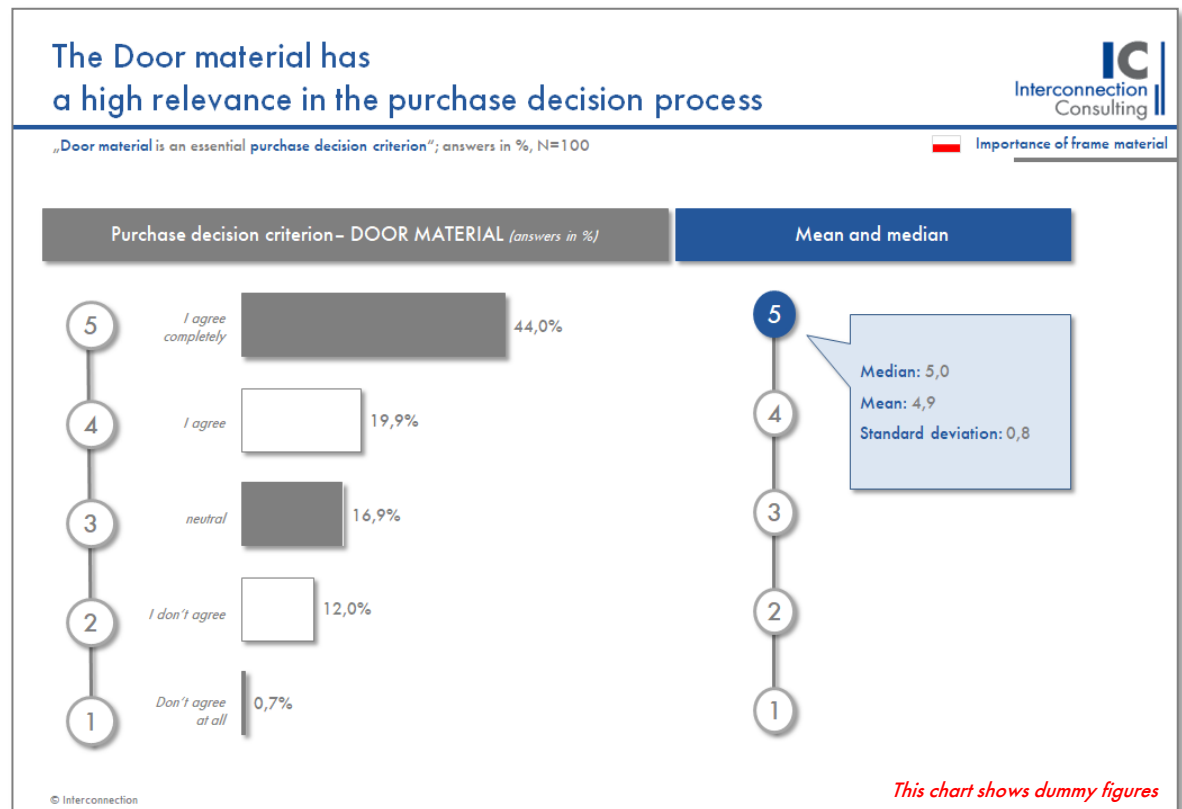 The Door material has
a high relevance in the purchase decision process
IC
Interconnection
Consulting
„Door material is an essential purchase decision criterion“; answers in %, N=100
Importance of frame material
Purchase decision criterion– DOOR MATERIAL (answers in %)
Mean and median
5
I agree
completely
44,0%
4
I agree
19,9%
3
neutral
16,9%
2
I don't agree
12,0%
1
Don't agree
at all
0,7%
5
Median: 5,0
Mean: 4,9
Standard deviation: 0,8
4
3
2
1
© Interconnection
This chart shows dummy figures